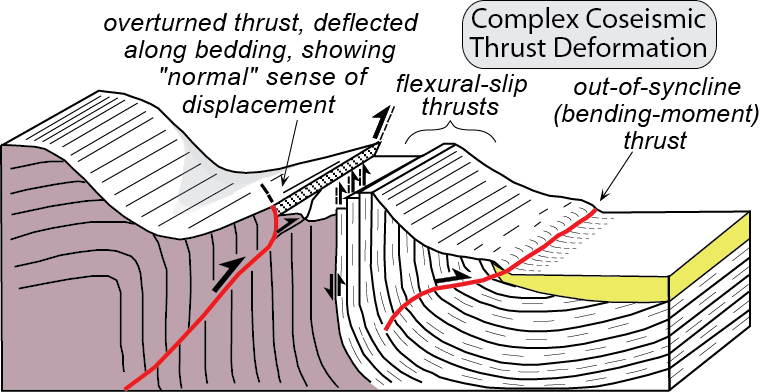 Complex Coseismic
Thrust Deformation
overturned thrust, deflected
along bedding, showing
"normal" sense of
displacement
flexural-slip
thrusts
out-of-syncline
(bending-moment)
thrust